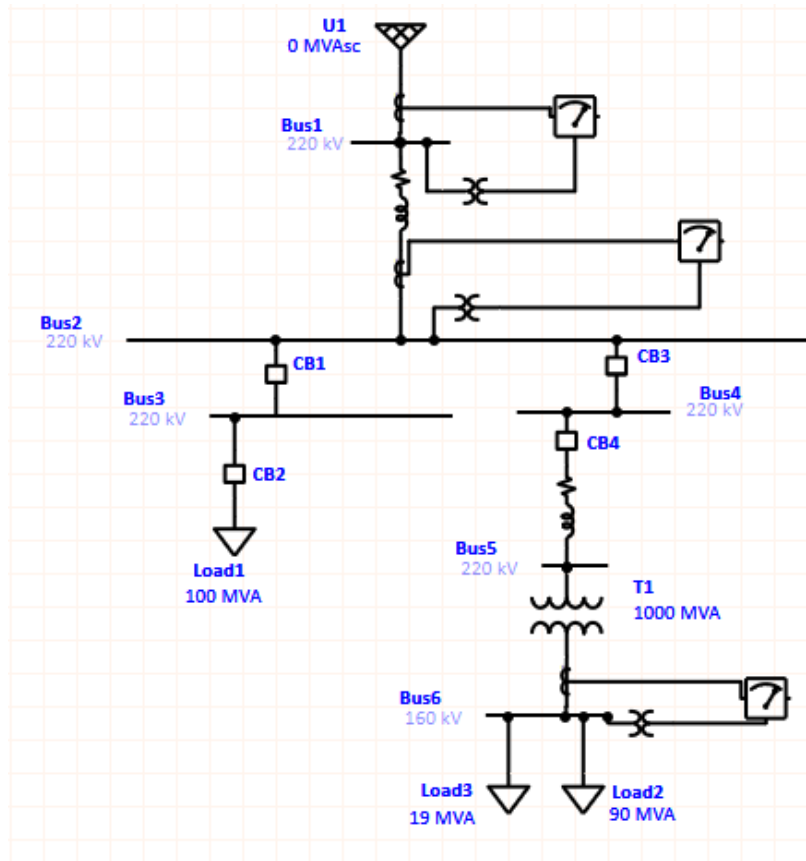 U1
0 MVAsc
Bus1
220 kV
Bus2
220 kV
CB1
CB3
Bus3
220 kV
Bus4
220 kV
CB2
CB4
Load1
100 MVA
Bus5
220 kV
T1
1000 MVA
Bus6
160 kV
Load3
19 MVA
Load2
90 MVA